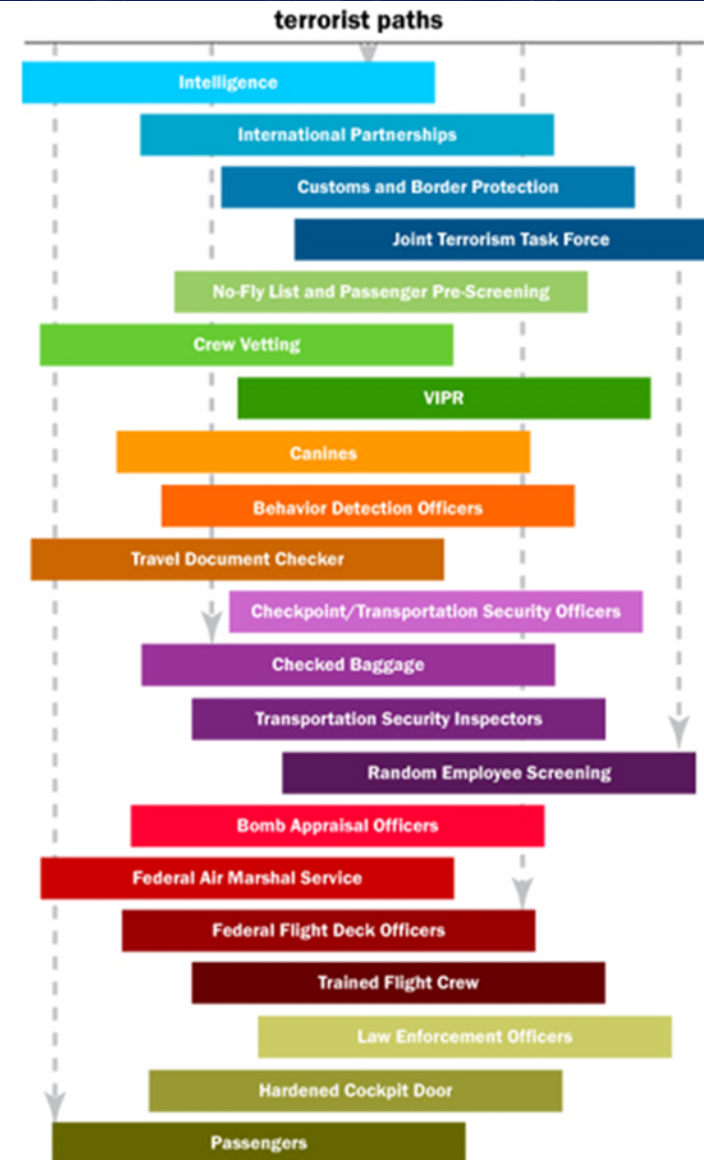 terrorist paths
Intelligence
International Partnerships
Customs and Border Protection
Joint Terrorism Task Force
No-Fly List and Passenger Pre-Screening
Crew Vetting
VIPR
Canines
Behavior Detection Officers
Travel Document Checker
Checkpoint/Transportation Security Officers
Checked Baggage
Transportation Security Inspectors
Random Employee Screening
Bomb Appraisal Officers
Federal Air Marshal Service
Federal Flight Deck Officers
Trained Flight Crew
Law Enforcement Officers
Hardened Cockpit Door
Passengers